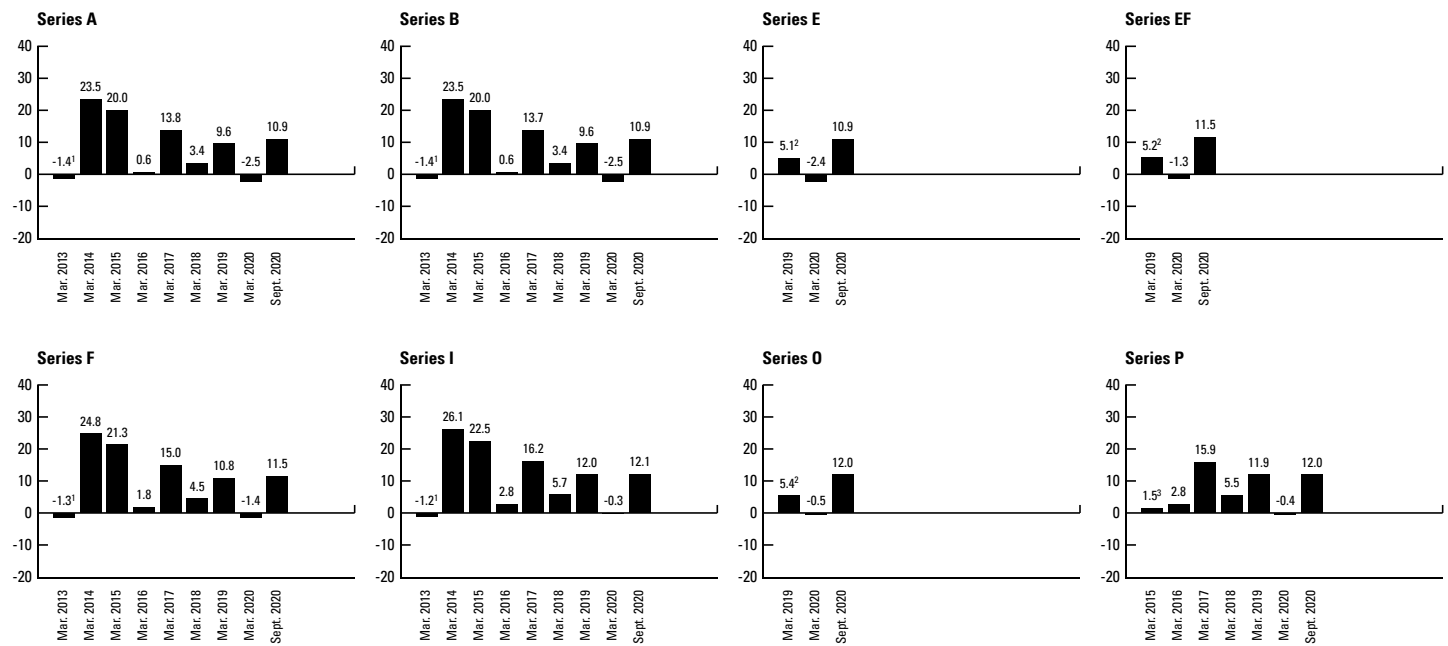 Series A
40
30
20
10
0
-10
-20
-1.4¹
23.5
20.0
0.6
13.8
3.4
9.6
-2.5
10.9
Mar. 2013
Mar. 2014
Mar. 2015
Mar. 2016
Mar. 2017
Mar. 2018
Mar. 2019
Mar. 2020
Sept. 2020
Series B
40
30
20
10
0
-10
-20
-1.4¹
23.5
20.0
0.6
13.7
3.4
9.6
-2.5
10.9
Mar. 2013
Mar. 2014
Mar. 2015
Mar. 2016
Mar. 2017
Mar. 2018
Mar. 2019
Mar. 2020
Sept. 2020
Series E
40
30
20
10
0
-10
-20
5.1²
-2.4
10.9
Mar. 2019
Mar. 2020
Sept. 2020
Series EF
40
30
20
10
0
-10
-20
5.2²
-1.3
11.5
Mar. 2019
Mar. 2020
Sept. 2020
Series F
40
30
20
10
0
-10
-20
-1.3¹
24.8
21.3
1.8
15.0
4.5
10.8
-1.4
11.5
Mar. 2013
Mar. 2014
Mar. 2015
Mar. 2016
Mar. 2017
Mar. 2018
Mar. 2019
Mar. 2020
Sept. 2020
Series I
40
30
20
10
0
-10
-20
-1.2¹
26.1
22.5
2.8
16.2
5.7
12.0
-0.3
12.1
Mar. 2013
Mar. 2014
Mar. 2015
Mar. 2016
Mar. 2017
Mar. 2018
Mar. 2019
Mar. 2020
Sept. 2020
Series O
40
30
20
10
0
-10
-20
5.4²
-0.5
12.0
Mar. 2019
Mar. 2020
Sept. 2020
Series P
40
30
20
10
0
-10
-20
1.5³
2.8
15.9
5.5
11.9
-0.4
12.0
Mar. 2015
Mar. 2016
Mar. 2017
Mar. 2018
Mar. 2019
Mar. 2020
Sept. 2020